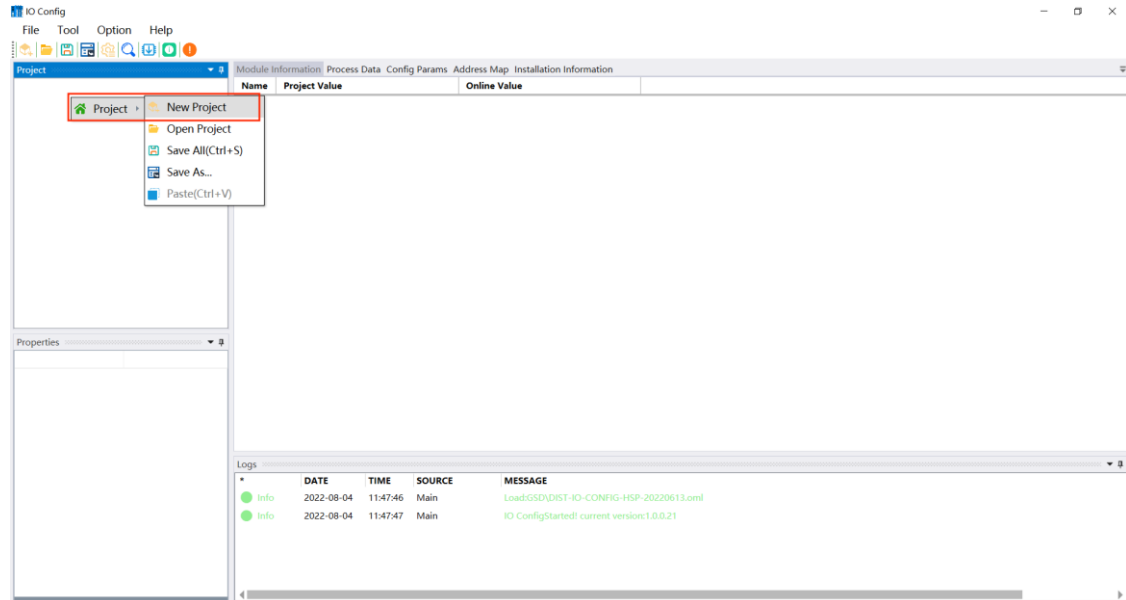 IO Config
File Tool Option Help
Project
Module Information Process Data Config Params Address Map Installation Information
Name Project Value Online Value
Project New Project
Open Project
Save All(Ctrl+S)
Save As...
Paste(Ctrl+V)
Properties
Logs
* DATE TIME SOURCE MESSAGE
Info 2022-08-04 11:47:46 Main Load:GSD\DIST-IO-CONFIG-HSP-20220613.oml
Info 2022-08-04 11:47:47 Main IO ConfigStarted! current version:1.0.0.21